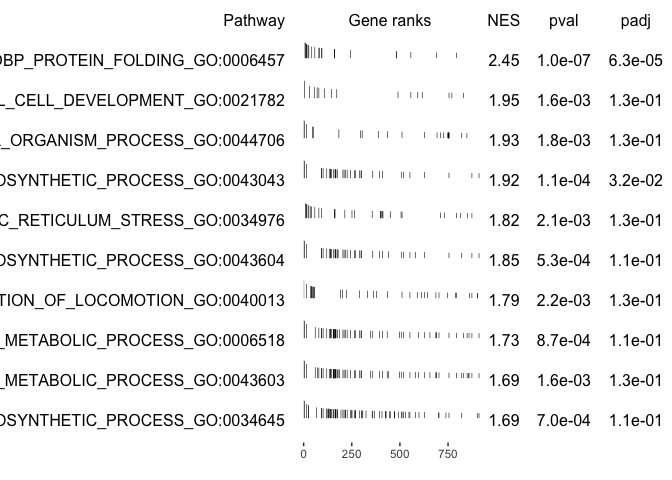 Pathway Gene ranks NES pval padj
OBP_PROTEIN_FOLDING_GO:0006457 2.45 1.0e-07 6.3e-05
L_CELL_DEVELOPMENT_GO:0021782 1.95 1.6e-03 1.3e-01
_ORGANISM_PROCESS_GO:0044706 1.93 1.8e-03 1.3e-01
OSYNTHETIC_PROCESS_GO:0043043 1.92 1.1e-04 3.2e-02
C_RETICULUM_STRESS_GO:0034976 1.82 2.1e-03 1.3e-01
OSYNTHETIC_PROCESS_GO:0043604 1.85 5.3e-04 1.1e-01
TION_OF_LOCOMOTION_GO:0040013 1.79 2.2e-03 1.3e-01
_METABOLIC_PROCESS_GO:0006518 1.73 8.7e-04 1.1e-01
_METABOLIC_PROCESS_GO:0043603 1.69 1.6e-03 1.3e-01
OSYNTHETIC_PROCESS_GO:0034645 1.69 7.0e-04 1.1e-01
0 250 500 750